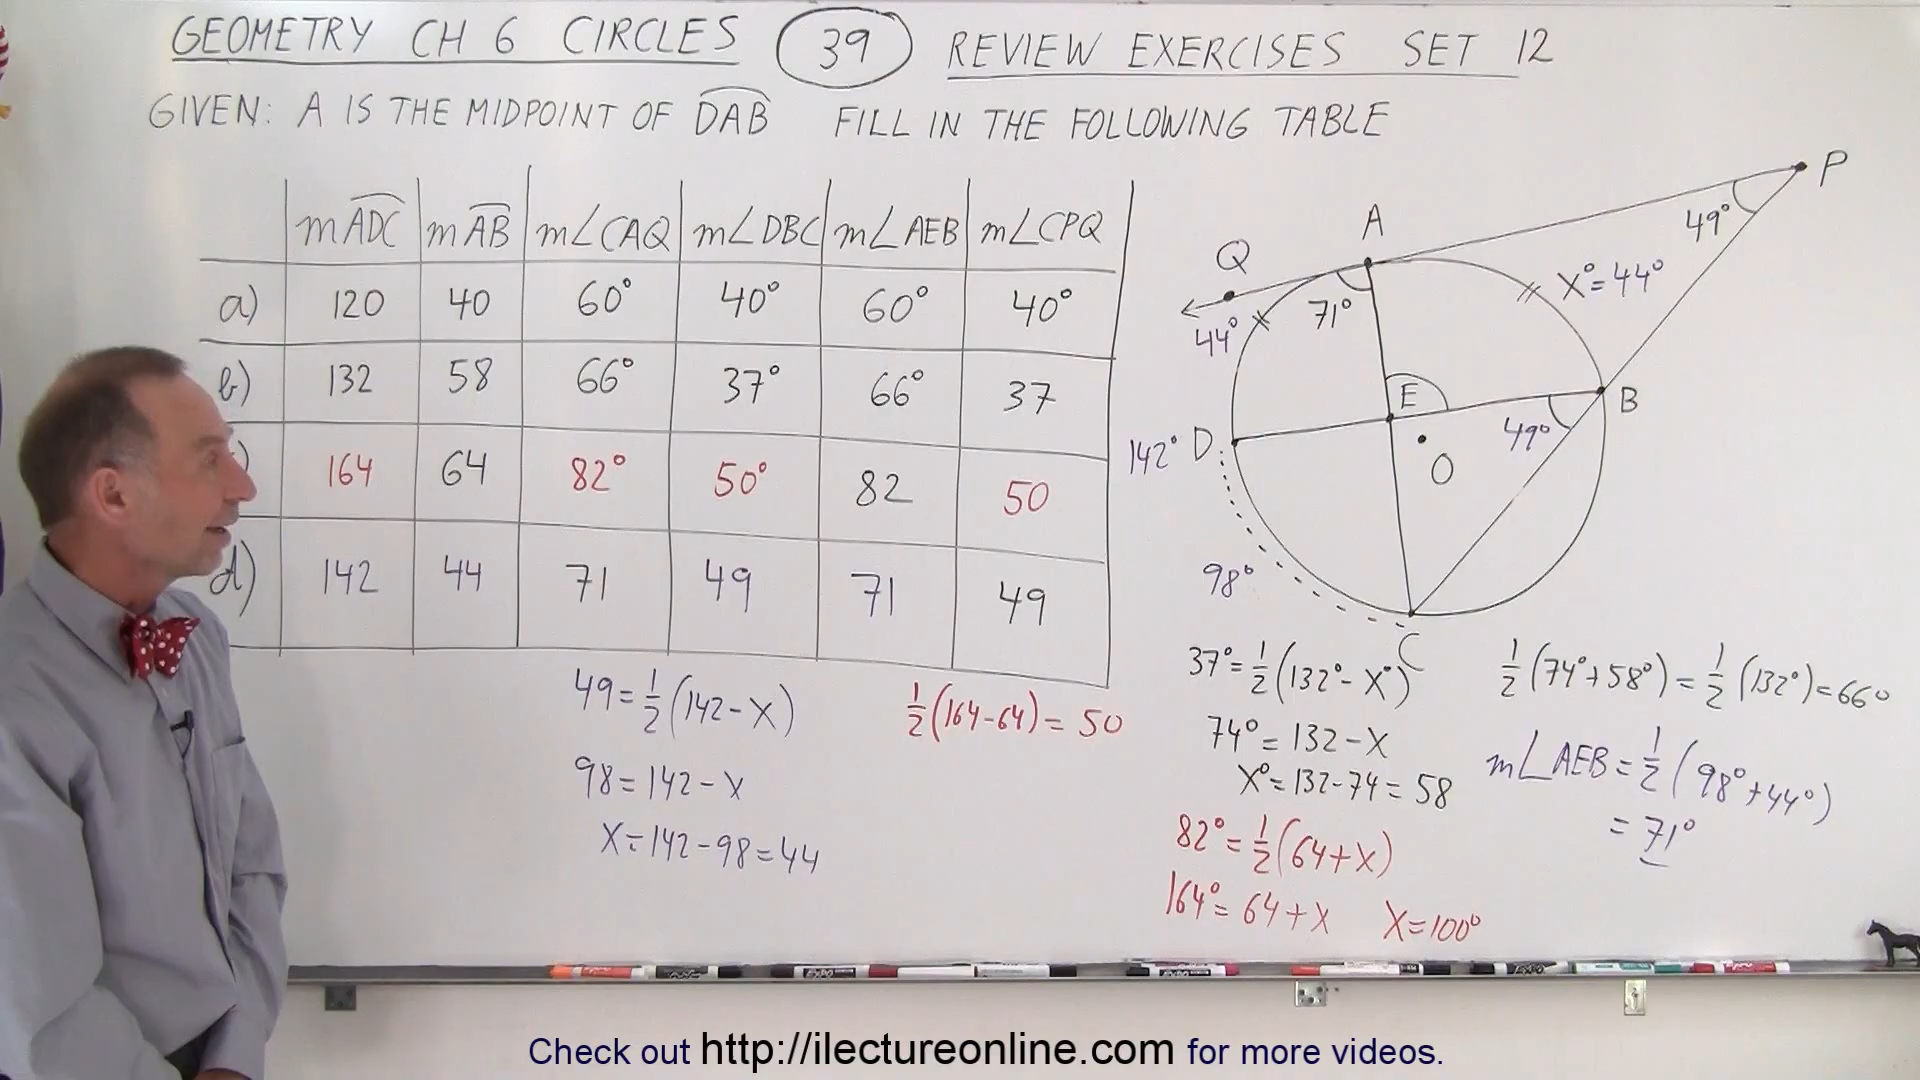 GEOMETRY CH 6 CIRCLES 39 REVIEW EXERCISES SET 12
GIVEN: A IS THE MIDPOINT OF DAB FILL IN THE FOLLOWING TABLE
mADC mAB m∠CAQ m∠DBC m∠AEB m∠CPQ
a) 120 40 60° 40° 60° 40°
b) 132 58 66° 37° 66° 37
) 164 64 82° 50° 82 50
d) 142 44 71 49 71 49
49=1/2(142-X)
98=142-X
X=142-98=44
1/2(164-64)=50
P
49°
A
Q
X°=44°
71°
44°
E
B
49°
142° D
O
98°
C
37°=1/2(132°-X°)
74°=132-X
X°=132-74=58
82°=1/2(64+X)
164°=64+X X=100°
1/2(74°+58°)=1/2(132°)=66°
m∠AEB=1/2(98°+44°)
=71°
EXPO
EXPO
Check out http://ilectureonline.com for more videos.